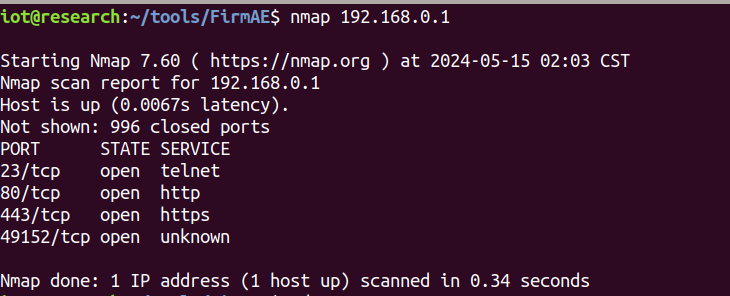 iot@research:~/tools/FirmAE$ nmap 192.168.0.1
Starting Nmap 7.60 ( https://nmap.org ) at 2024-05-15 02:03 CST
Nmap scan report for 192.168.0.1
Host is up (0.0067s latency).
Not shown: 996 closed ports
PORT STATE SERVICE
23/tcp open telnet
80/tcp open http
443/tcp open https
49152/tcp open unknown
Nmap done: 1 IP address (1 host up) scanned in 0.34 seconds